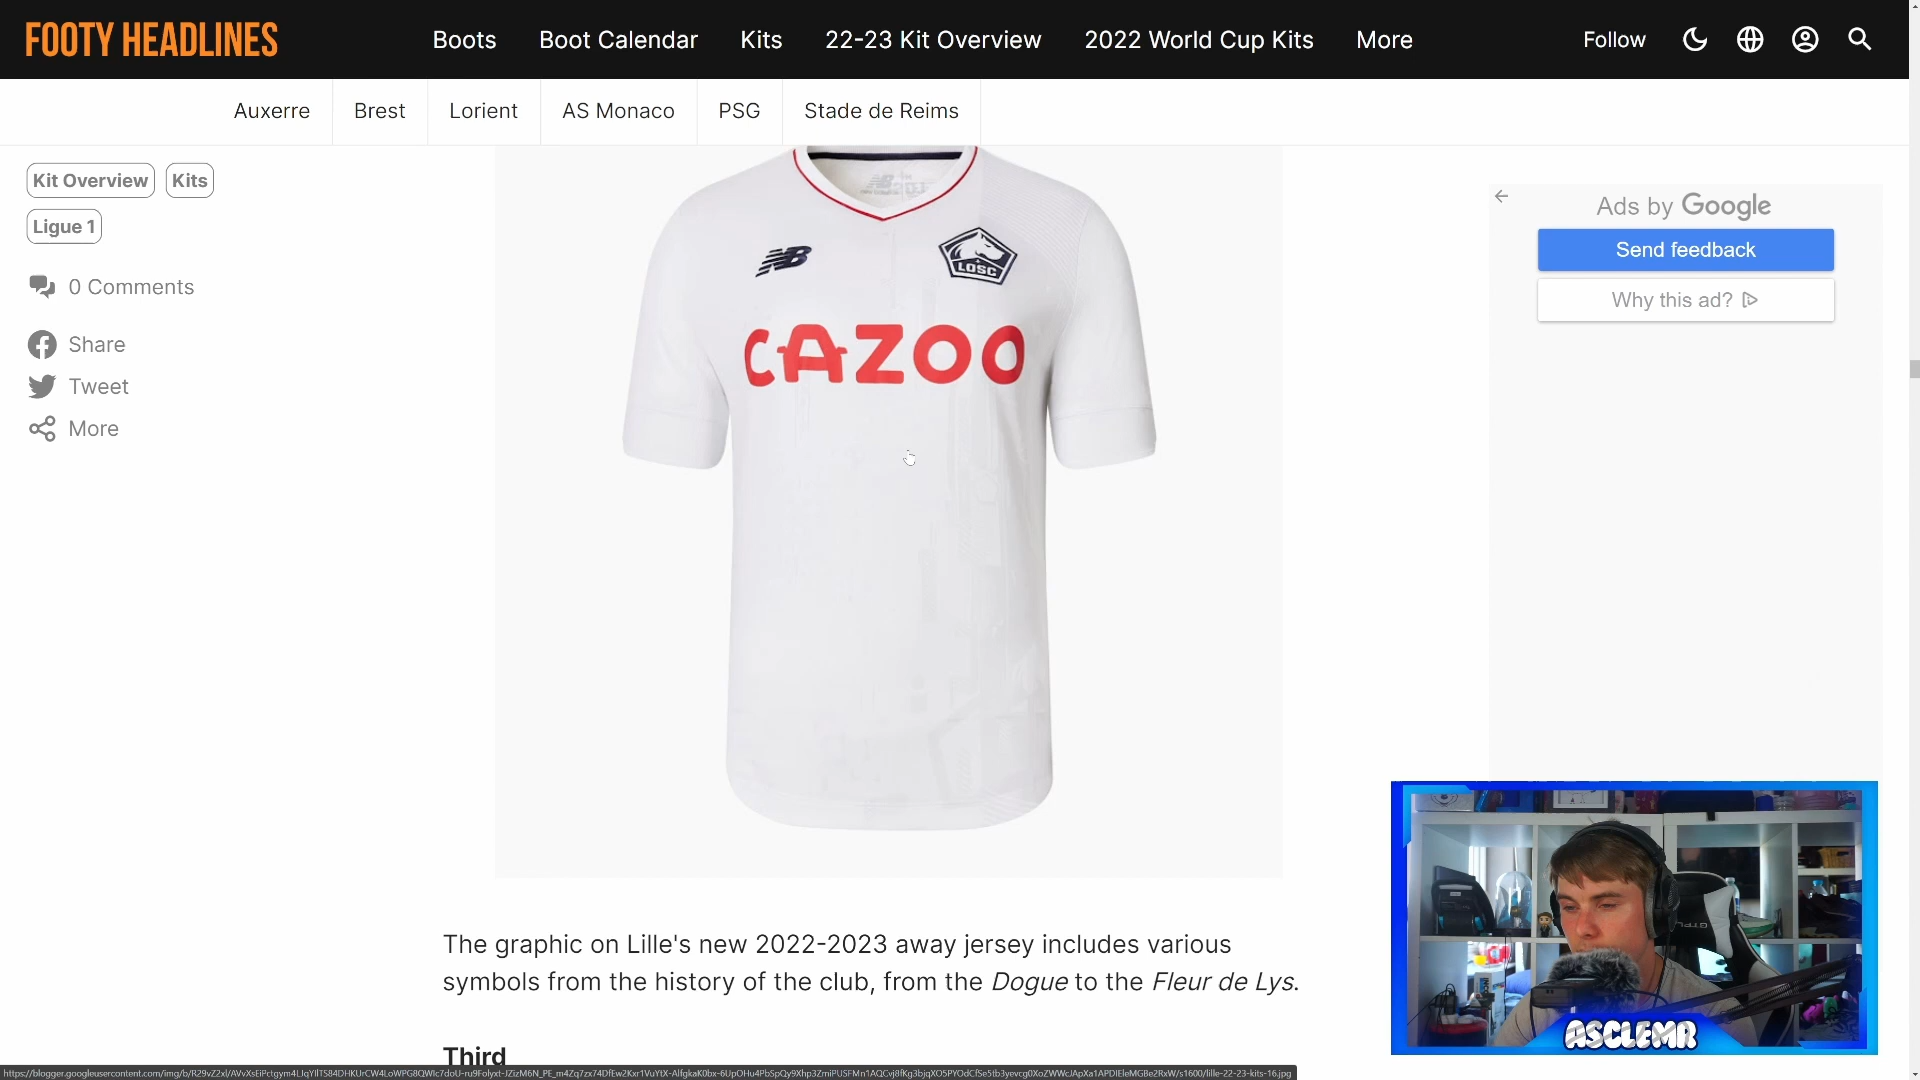 FOOTY HEADLINES
Boots
Boot Calendar
Kits
22-23 Kit Overview
2022 World Cup Kits
More
Follow
Auxerre
Brest
Lorient
AS Monaco
PSG
Stade de Reims
Kit Overview
Kits
Ligue 1
0 Comments
Share
Tweet
More
NB
LOSC
CAZOO
Ads by Google
Send feedback
Why this ad?
The graphic on Lille's new 2022-2023 away jersey includes various
symbols from the history of the club, from the Dogue to the Fleur de Lys.
Third
ASCLEMR